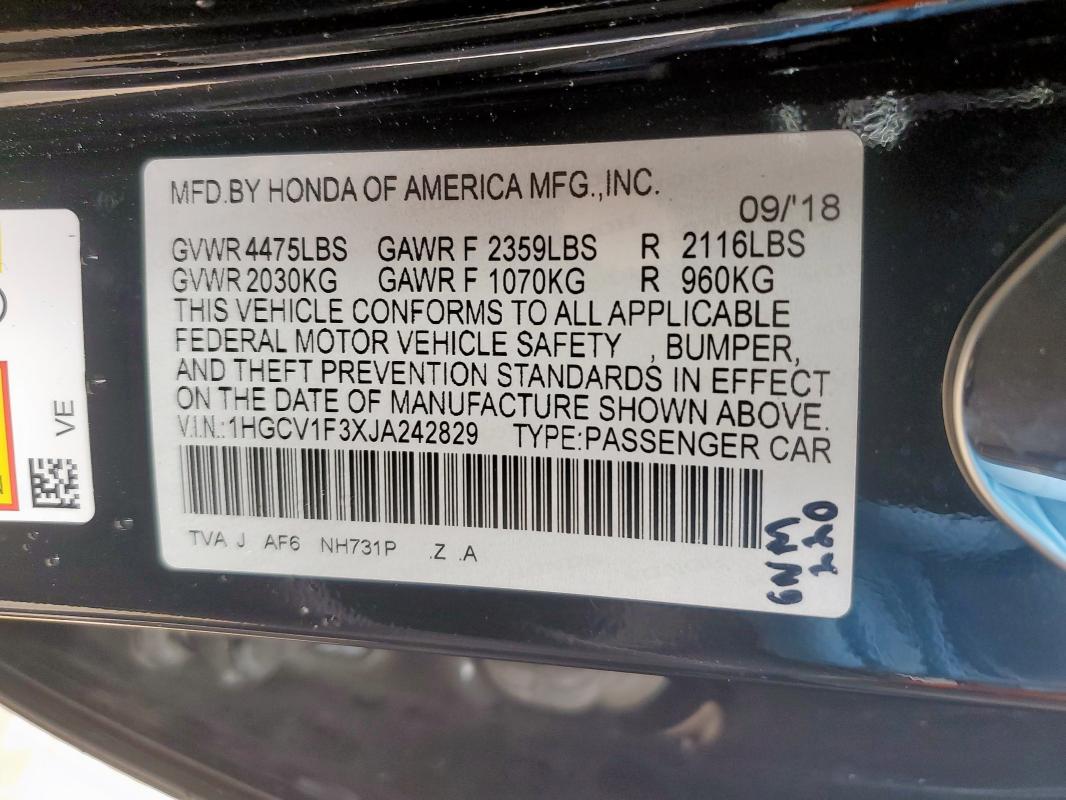 MFD.BY HONDA OF AMERICA MFG.,INC.
09/'18
GVWR 4475LBS GAWR F 2359LBS R 2116LBS
GVWR 2030KG GAWR F 1070KG R 960KG
THIS VEHICLE CONFORMS TO ALL APPLICABLE
FEDERAL MOTOR VEHICLE SAFETY , BUMPER,
AND THEFT PREVENTION STANDARDS IN EFFECT
ON THE DATE OF MANUFACTURE SHOWN ABOVE.
V.I.N.:1HGCV1F3XJA242829 TYPE:PASSENGER CAR
TVA J AF6 NH731P .Z .A
VE
220